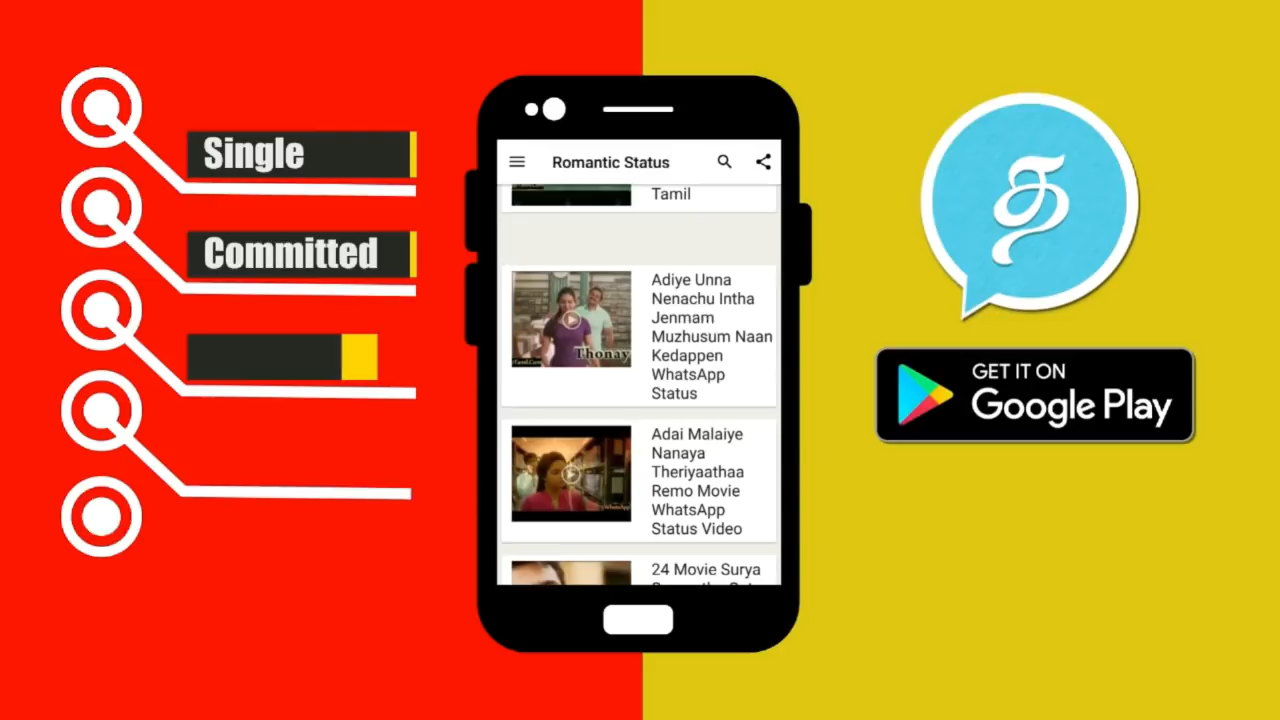 Single
Committed
Romantic Status
Tamil
Adiye Unna
Nenachu Intha
Jenmam
Muzhusum Naan
Kedappen
WhatsApp
Status
Thonay
Adai Malaiye
Nanaya
Theriyaathaa
Remo Movie
WhatsApp
Status Video
24 Movie Surya
த
GET IT ON
Google Play